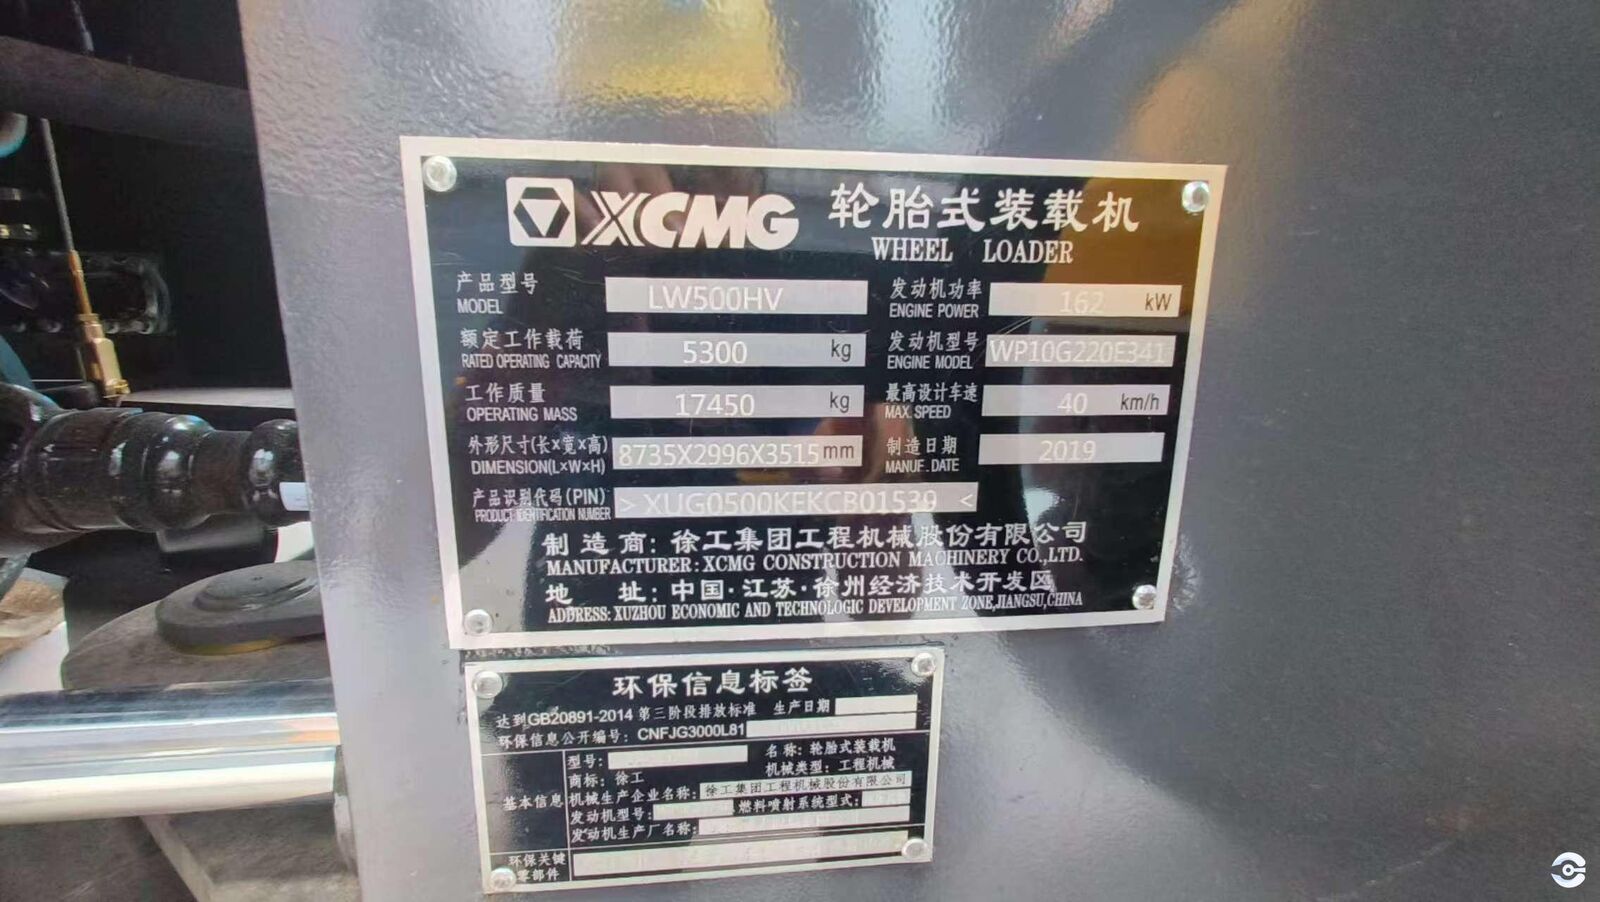 XCMG 轮胎式装载机
WHEEL LOADER
产品型号 LW500HV 发动机功率 162 kW
MODEL ENGINE POWER
额定工作载荷 5300 kg 发动机型号 WP10G220E341
RATED OPERATING CAPACITY ENGINE MODEL
工作质量 17450 kg 最高设计车速 40 km/h
OPERATING MASS MAX. SPEED
外形尺寸(长×宽×高) 8735X2996X3515 mm 制造日期 2019
DIMENSION(L×W×H) MANUF. DATE
产品识别代码(PIN) >XUG0500KEKCB01539<
PRODUCT IDENTIFICATION NUMBER
制造商:徐工集团工程机械股份有限公司
MANUFACTURER: XCMG CONSTRUCTION MACHINERY CO.,LTD.
地 址:中国·江苏·徐州经济技术开发区
ADDRESS: XUZHOU ECONOMIC AND TECHNOLOGIC DEVELOPMENT ZONE,JIANGSU,CHINA
环保信息标签
达到GB20891-2014 第三阶段排放标准 生产日期
环保信息公开编号: CNFJG3000L81
型号: 名称:轮胎式装载机
商标:徐工 机械类型:工程机械
基本信息 机械生产企业名称:徐工集团工程机械股份有限公司
发动机型号: 燃料喷射系统型式:
发动机生产厂名称:
环保关键
零部件